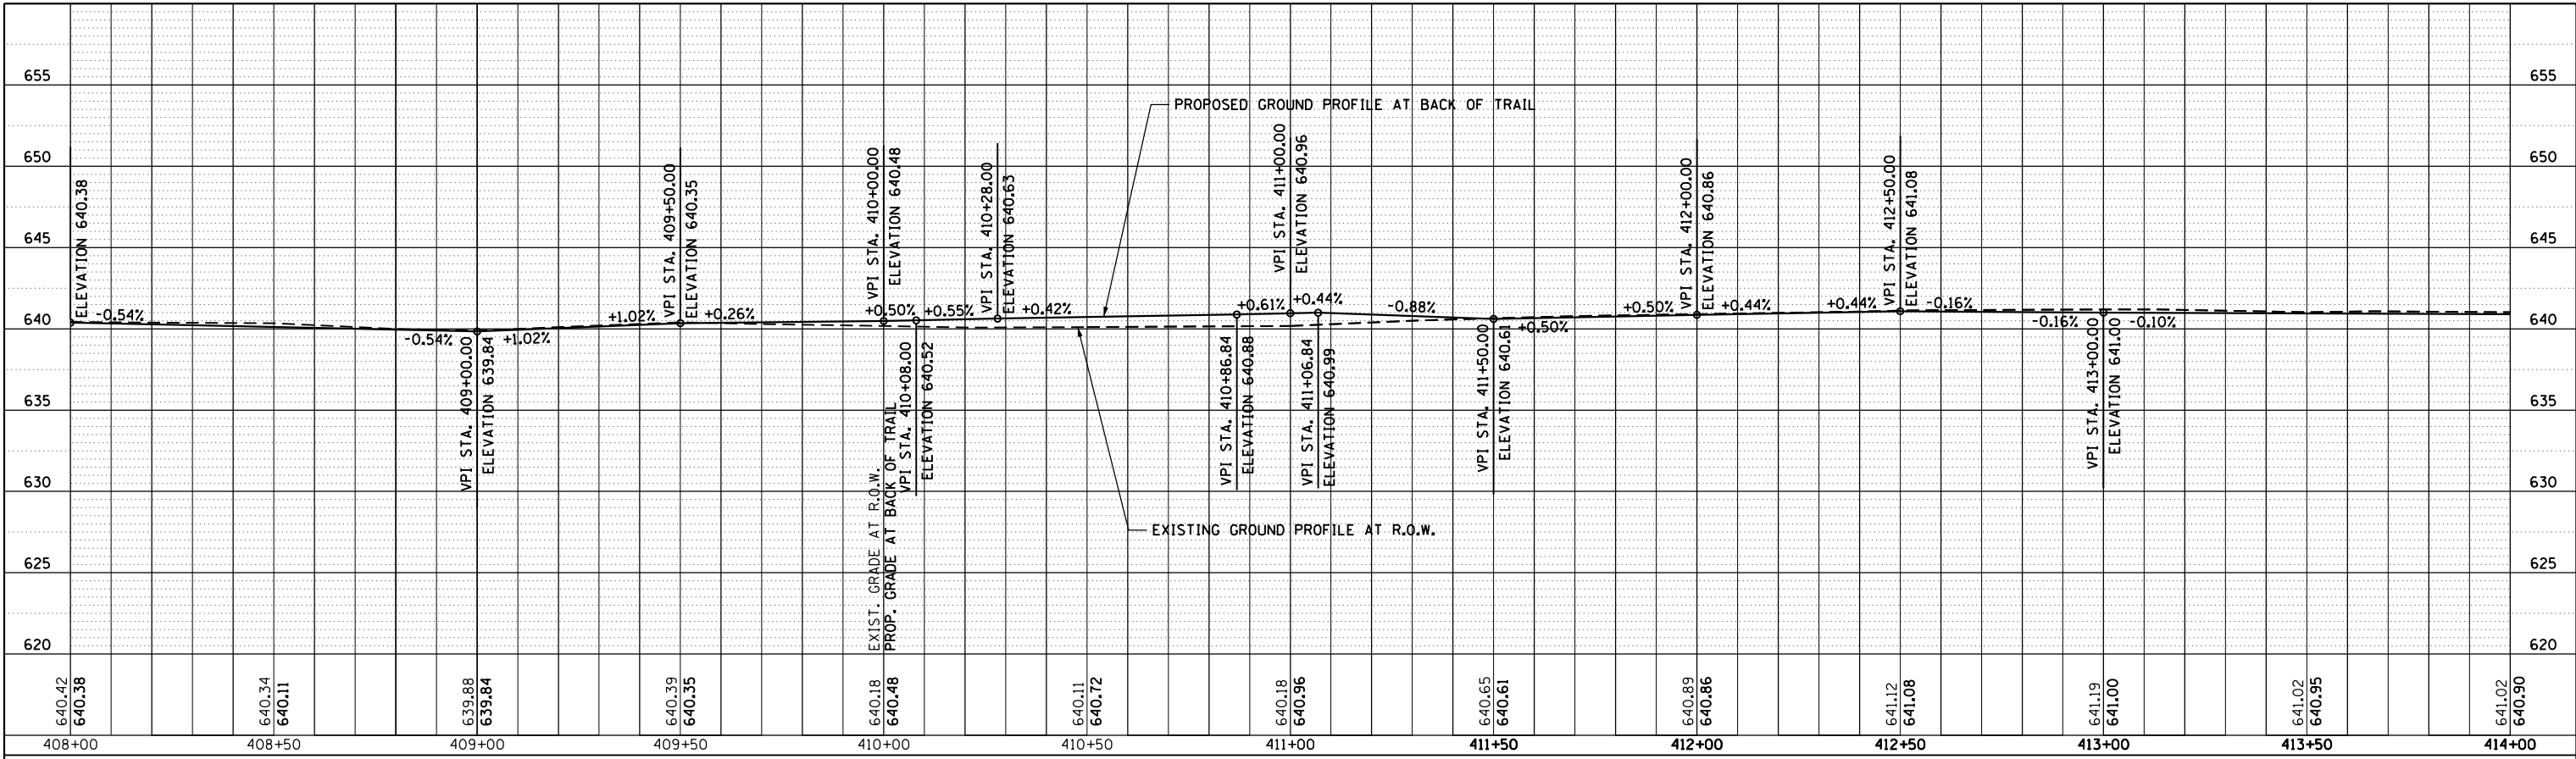 655
655
650
650
645
645
640
640
635
635
630
630
625
625
620
620
PROPOSED GROUND PROFILE AT BACK OF TRAIL
EXISTING GROUND PROFILE AT R.O.W.
ELEVATION 640.38
-0.54%
-0.54%
VPI STA. 409+00.00
ELEVATION 639.84
+1.02%
+1.02%
VPI STA. 409+50.00
ELEVATION 640.35
+0.26%
VPI STA. 410+00.00
ELEVATION 640.48
+0.50%
EXIST. GRADE AT R.O.W.
PROP. GRADE AT BACK OF TRAIL
VPI STA. 410+08.00
ELEVATION 640.52
+0.55%
VPI STA. 410+28.00
ELEVATION 640.63
+0.42%
VPI STA. 410+86.84
ELEVATION 640.88
+0.61%
VPI STA. 411+00.00
ELEVATION 640.96
+0.44%
VPI STA. 411+06.84
ELEVATION 640.99
-0.88%
VPI STA. 411+50.00
ELEVATION 640.61
+0.50%
+0.50%
VPI STA. 412+00.00
ELEVATION 640.86
+0.44%
+0.44%
VPI STA. 412+50.00
ELEVATION 641.08
-0.16%
-0.16%
VPI STA. 413+00.00
ELEVATION 641.00
-0.10%
640.42
640.38
640.34
640.11
639.88
639.84
640.39
640.35
640.18
640.48
640.11
640.72
640.18
640.96
640.65
640.61
640.89
640.86
641.12
641.08
641.19
641.00
641.02
640.95
641.02
640.90
408+00
408+50
409+00
409+50
410+00
410+50
411+00
411+50
412+00
412+50
413+00
413+50
414+00